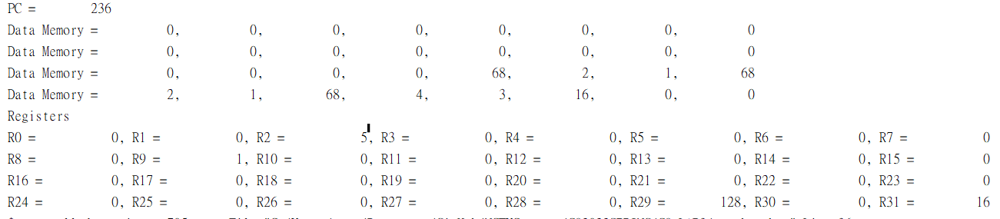 PC = 236
Data Memory = 0, 0, 0, 0, 0, 0, 0, 0
Data Memory = 0, 0, 0, 0, 0, 0, 0, 0
Data Memory = 0, 0, 0, 0, 68, 2, 1, 68
Data Memory = 2, 1, 68, 4, 3, 16, 0, 0
Registers
R0 = 0, R1 = 0, R2 = 5, R3 = 0, R4 = 0, R5 = 0, R6 = 0, R7 = 0
R8 = 0, R9 = 1, R10 = 0, R11 = 0, R12 = 0, R13 = 0, R14 = 0, R15 = 0
R16 = 0, R17 = 0, R18 = 0, R19 = 0, R20 = 0, R21 = 0, R22 = 0, R23 = 0
R24 = 0, R25 = 0, R26 = 0, R27 = 0, R28 = 0, R29 = 128, R30 = 0, R31 = 16